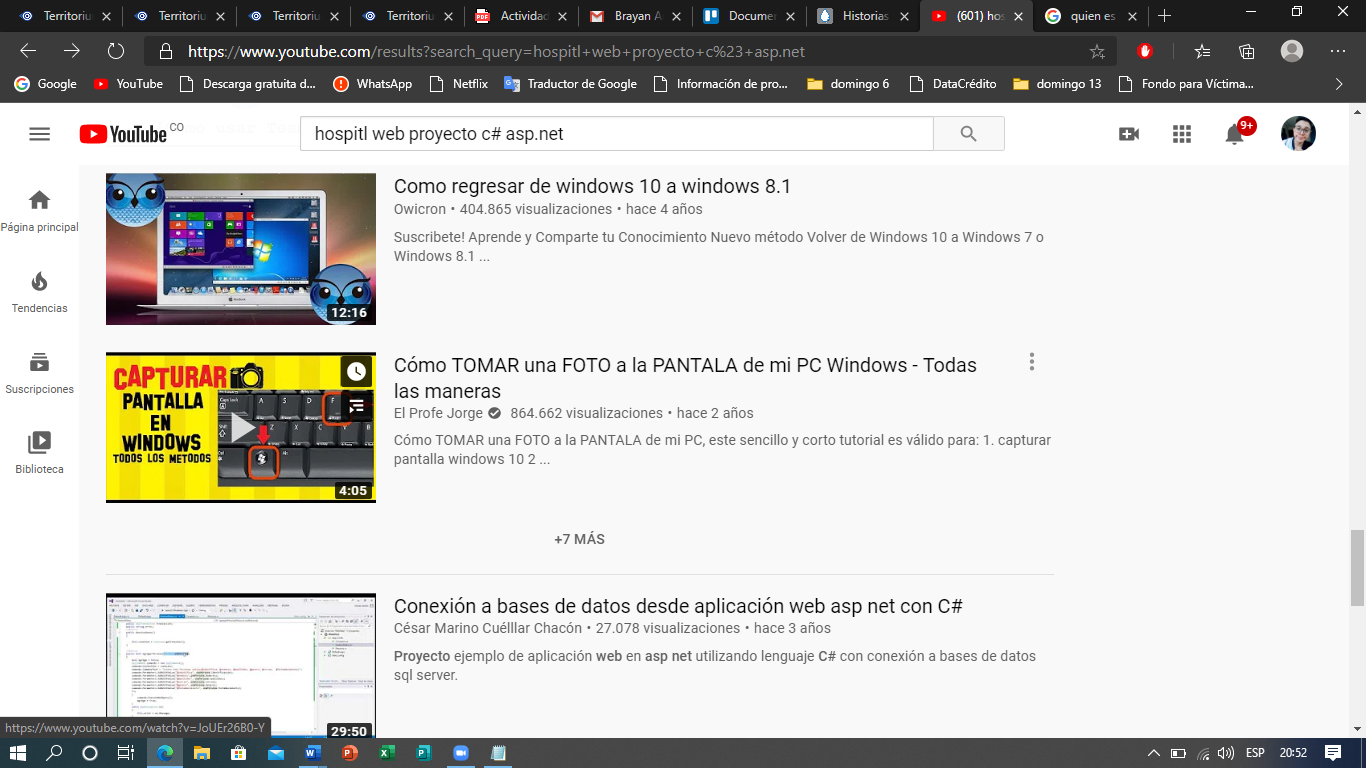 Territoriu
Territoriu
Territoriu
Territoriu
Actividad
Brayan A
Documer
Historias
(601) hos
quien es
https://www.youtube.com/results?search_query=hospitl+web+proyecto+c%23+asp.net
Google
YouTube
Descarga gratuita d...
WhatsApp
Netflix
Traductor de Google
Información de pro...
domingo 6
DataCrédito
domingo 13
Fondo para Víctima...
YouTube CO
hospitl web proyecto c# asp.net
9+
Página principal
Tendencias
Suscripciones
Biblioteca
12:16
Como regresar de windows 10 a windows 8.1
Owicron • 404.865 visualizaciones • hace 4 años
Suscribete! Aprende y Comparte tu Conocimiento Nuevo método Volver de Windows 10 a Windows 7 o
Windows 8.1 ...
CAPTURAR
PANTALLA
EN
WINDOWS
TODOS LOS METODOS
4:05
Cómo TOMAR una FOTO a la PANTALA de mi PC Windows - Todas
las maneras
El Profe Jorge 864.662 visualizaciones • hace 2 años
Cómo TOMAR una FOTO a la PANTALA de mi PC, este sencillo y corto tutorial es válido para: 1. capturar
pantalla windows 10 2 ...
+7 MÁS
29:50
Conexión a bases de datos desde aplicación web asp net con C#
César Marino Cuélllar Chacón • 27.078 visualizaciones • hace 3 años
Proyecto ejemplo de aplicación web en asp net utilizando lenguaje C# con conexión a bases de datos
sql server.
https://www.youtube.com/watch?v=JoUEr26B0-Y
ESP
20:52